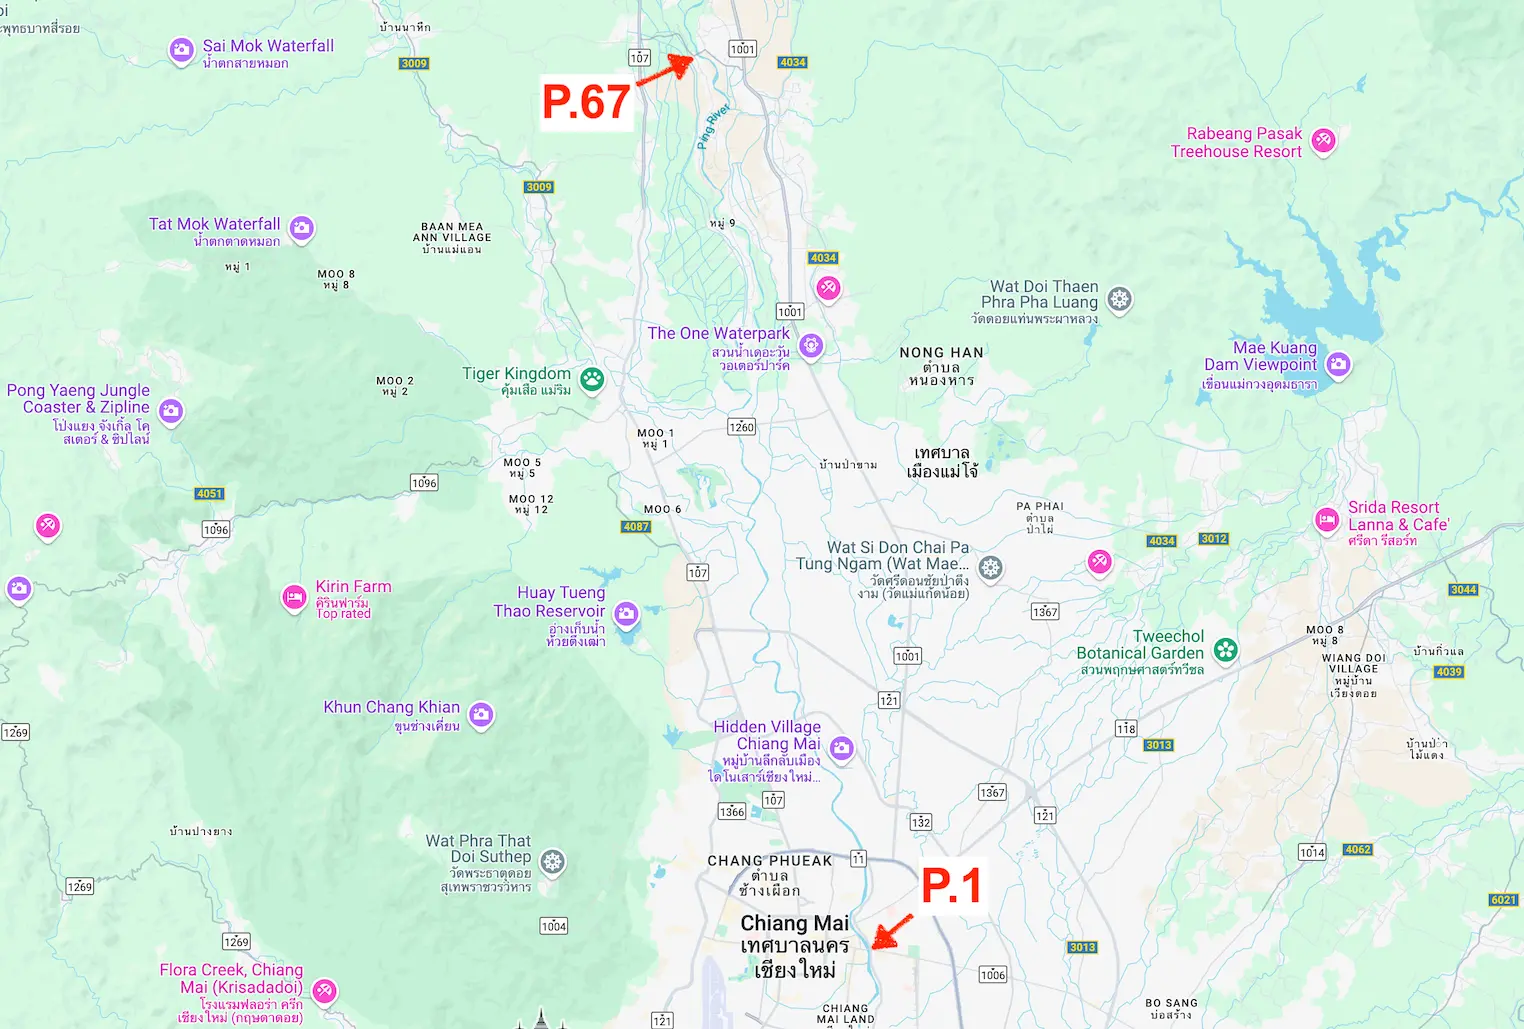 พุทธบาทสี่รอย
บ้านนาหึก
Sai Mok Waterfall
น้ำตกสายหมอก
3009
107
1001
4034
P.67
Ping River
Rabeang Pasak
Treehouse Resort
3009
Tat Mok Waterfall
น้ำตกตาดหมอก
หมู่ 1
BAAN MEA
ANN VILLAGE
บ้านแม่แอน
หมู่ 9
MOO 8
หมู่ 8
4034
Wat Doi Thaen
Phra Pha Luang
วัดดอยแท่นพระผาหลวง
1001
The One Waterpark
สวนน้ำเดอะวัน
วอเตอร์ปาร์ค
NONG HAN
ตำบล
หนองหาร
Mae Kuang
Dam Viewpoint
เขื่อนแม่กวงอุดมธารา
Tiger Kingdom
คุ้มเสือ แม่ริม
MOO 2
หมู่ 2
Pong Yaeng Jungle
Coaster & Zipline
โป่งแยง จังเกิ้ล โค
สเตอร์ & ซิปไลน์
MOO 1
หมู่ 1
1260
บ้านป่าขาม
เทศบาล
เมืองแม่โจ้
MOO 5
หมู่ 5
1096
4051
MOO 12
หมู่ 12
MOO 6
PA PHAI
ตำบล
ป่าไผ่
Srida Resort
Lanna & Cafe'
ศรีดา รีสอร์ท
1096
4087
4034
3012
Wat Si Don Chai Pa
Tung Ngam (Wat Mae...
วัดศรีดอนชัยป่าตึง
งาม (วัดแม่แก้ดน้อย)
107
Kirin Farm
คิรินฟาร์ม
Top rated
Huay Tueng
Thao Reservoir
อ่างเก็บน้ำ
ห้วยตึงเฒ่า
3044
1367
Tweechol
Botanical Garden
สวนพฤกษศาสตร์ทวีชล
MOO 8
หมู่ 8
บ้านกิ่วแล
WIANG DOI
VILLAGE
หมู่บ้าน
เวียงดอย
4039
1001
121
Khun Chang Khian
ขุนช่างเคี่ยน
1269
Hidden Village
Chiang Mai
หมู่บ้านลึกลับเมือง
ไดโนเสาร์เชียงใหม่...
118
3013
บ้านป่า
ไม้แดง
107
1366
1367
121
132
บ้านปางยาง
Wat Phra That
Doi Suthep
วัดพระธาตุดอย
สุเทพราชวรวิหาร
CHANG PHUEAK
ตำบล
ช้างเผือก
11
1014
4062
P.1
1269
6021
1004
Chiang Mai
เทศบาลนคร
เชียงใหม่
1269
3013
1006
Flora Creek, Chiang
Mai (Krisadadoi)
โรงแรมฟลอร่า ครีก
เชียงใหม่ (กฤษดาดอย)
121
CHIANG
MAI LAND
BO SANG
บ่อสร้าง